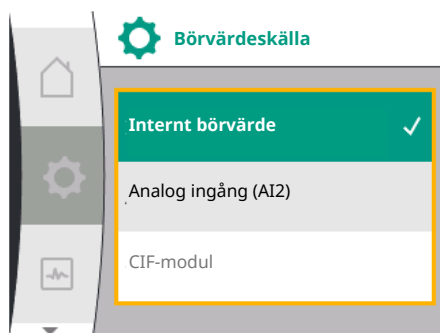 Börvärdeskälla
Internt börvärde
Analog ingång (AI2)
CIF-modul